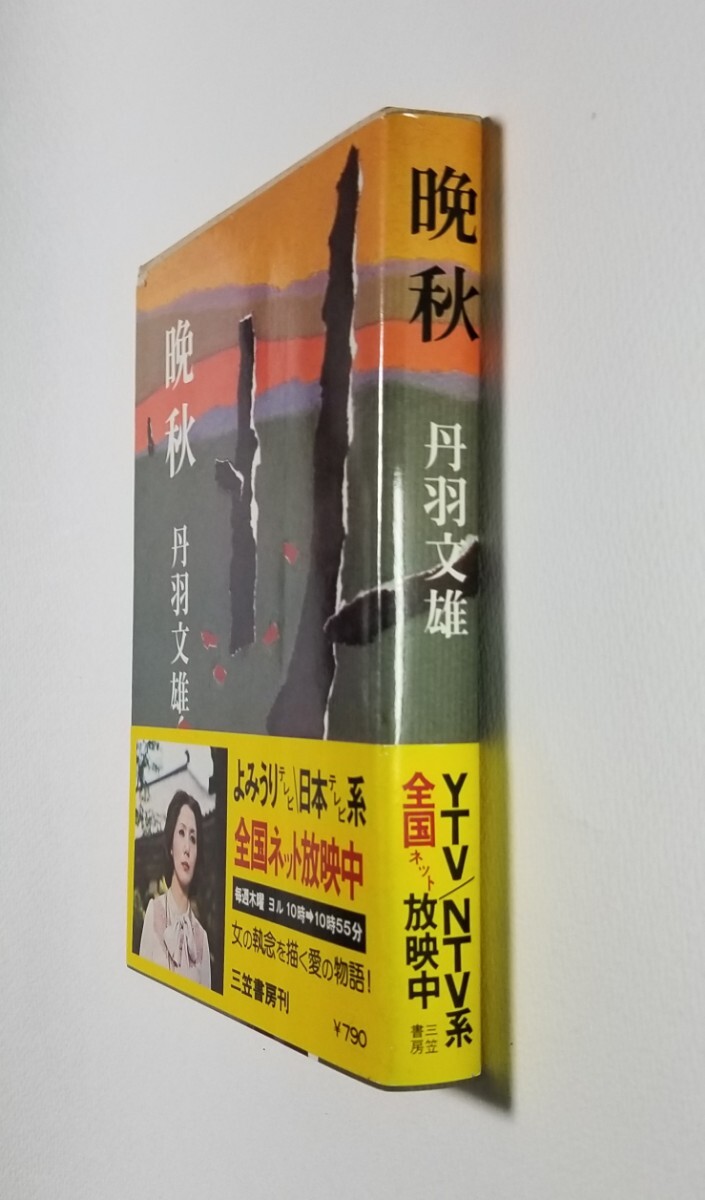 晩秋
丹羽文雄
よみうりテレビ\日本テレビ系
全国ネット放映中
毎週木曜 ヨル10時➡10時55分
女の執念を描く愛の物語!
三笠書房刊
¥790
晩秋
丹羽文雄
YTV/NTV系
全国ネット放映中
三笠書房